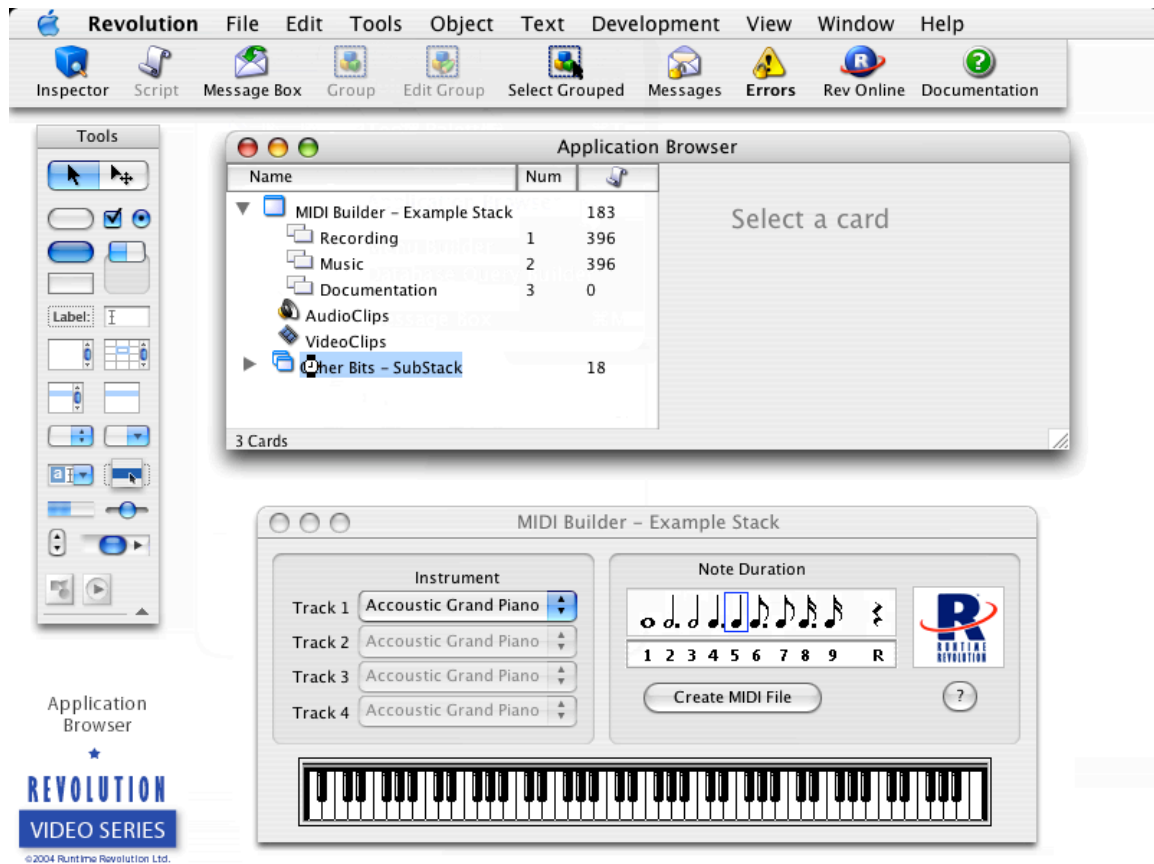 Revolution File Edit Tools Object Text Development View Window Help
Inspector Script Message Box Group Edit Group Select Grouped Messages Errors Rev Online Documentation
Tools
Label:
a
Application Browser
Name Num
MIDI Builder – Example Stack 183
Recording 1 396
Music 2 396
Documentation 3 0
AudioClips
VideoClips
Other Bits – SubStack 18
3 Cards
Select a card
MIDI Builder – Example Stack
Instrument
Track 1 Accoustic Grand Piano
Track 2 Accoustic Grand Piano
Track 3 Accoustic Grand Piano
Track 4 Accoustic Grand Piano
Note Duration
1 2 3 4 5 6 7 8 9 R
Create MIDI File
?
R
RUNTIME
REVOLUTION
Application
Browser
REVOLUTION
VIDEO SERIES
©2004 Runtime Revolution Ltd.